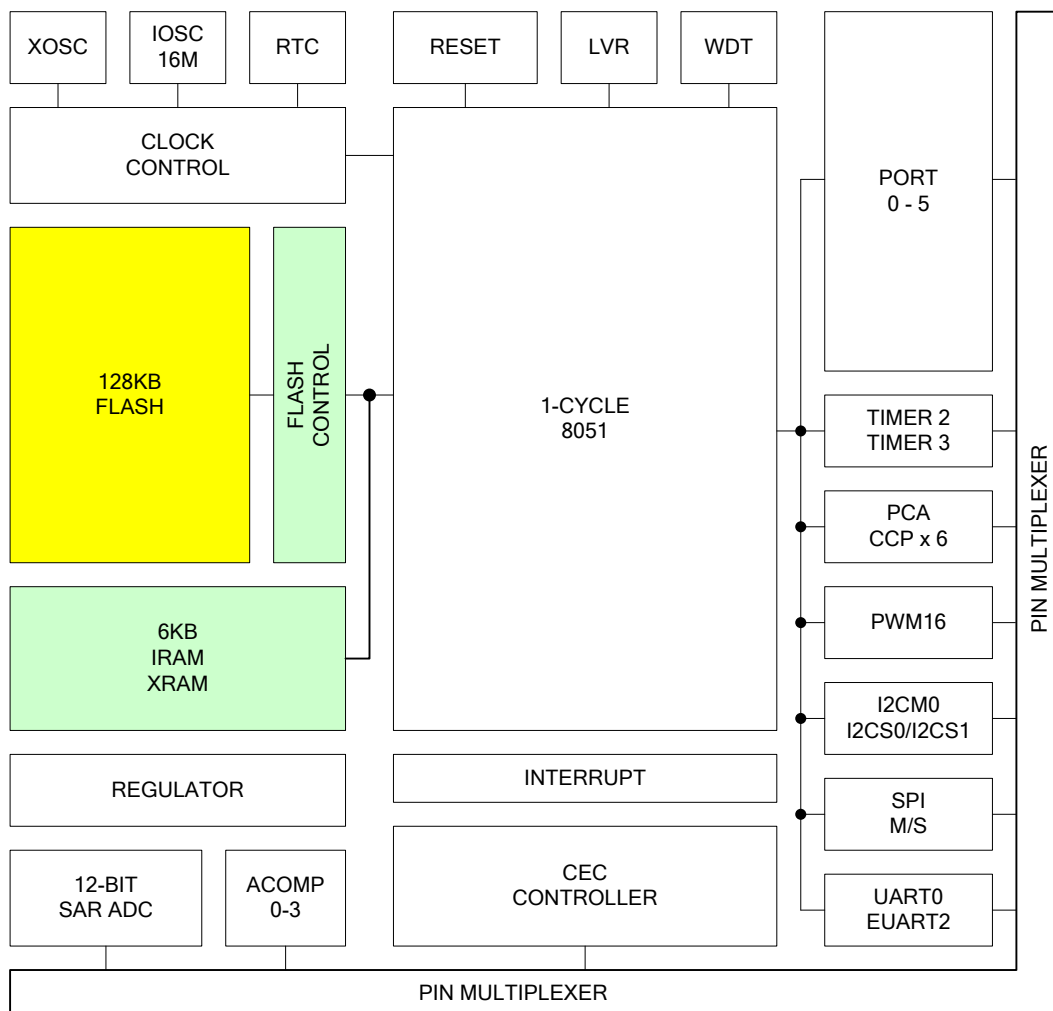 XOSC
IOSC
16M
RTC
RESET
LVR
WDT
CLOCK
CONTROL
PORT
0 - 5
128KB
FLASH
FLASH
CONTROL
1-CYCLE
8051
TIMER 2
TIMER 3
PCA
CCP x 6
PWM16
6KB
IRAM
XRAM
I2CM0
I2CS0/I2CS1
REGULATOR
INTERRUPT
SPI
M/S
12-BIT
SAR ADC
ACOMP
0-3
CEC
CONTROLLER
UART0
EUART2
PIN MULTIPLEXER
PIN MULTIPLEXER